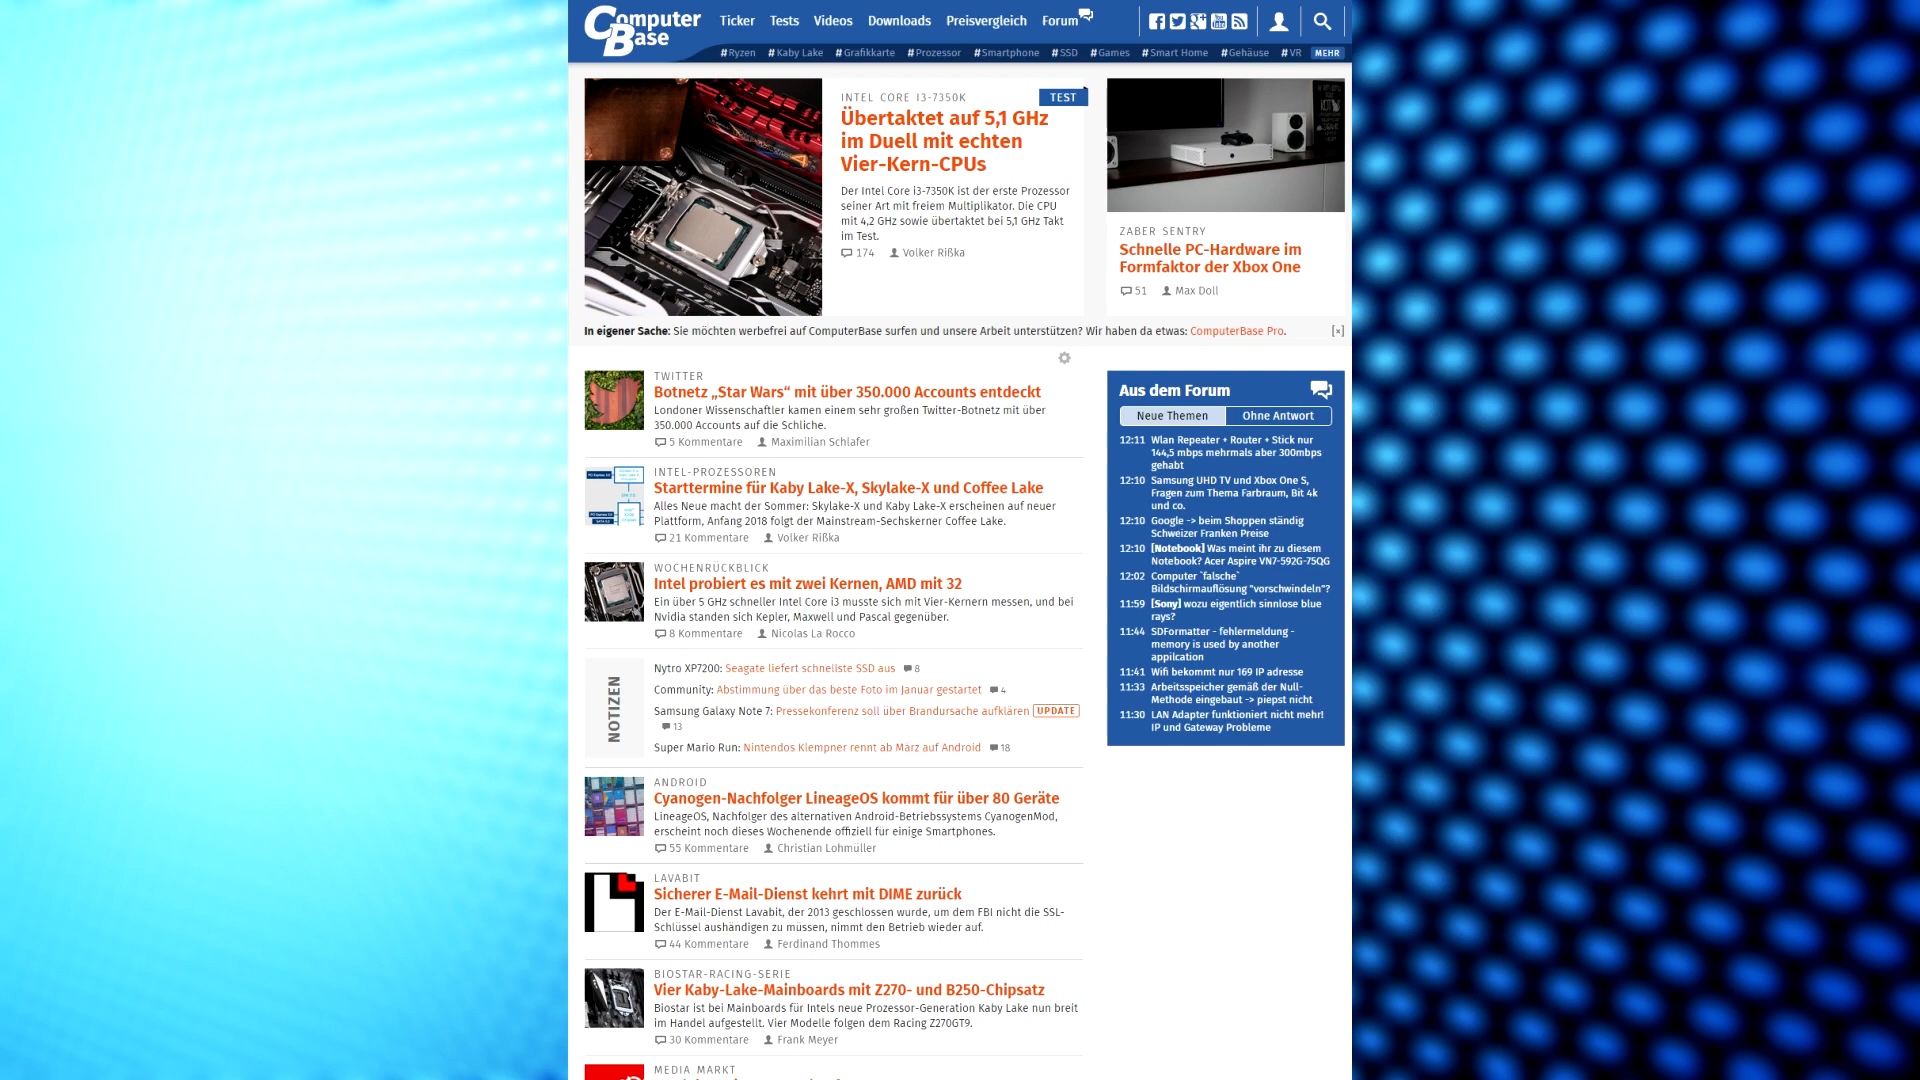 Computer Base
Ticker Tests Videos Downloads Preisvergleich Forum
#Ryzen #Kaby Lake #Grafikkarte #Prozessor #Smartphone #SSD #Games #Smart Home #Gehäuse #VR MEHR
INTEL CORE I3-7350K
TEST
Übertaktet auf 5,1 GHz
im Duell mit echten
Vier-Kern-CPUs
Der Intel Core i3-7350K ist der erste Prozessor
seiner Art mit freiem Multiplikator. Die CPU
mit 4,2 GHz sowie übertaktet bei 5,1 GHz Takt
im Test.
174 Volker Rißka
ZABER SENTRY
Schnelle PC-Hardware im
Formfaktor der Xbox One
51 Max Doll
In eigener Sache: Sie möchten werbefrei auf ComputerBase surfen und unsere Arbeit unterstützen? Wir haben da etwas: ComputerBase Pro. [×]
TWITTER
Botnetz „Star Wars“ mit über 350.000 Accounts entdeckt
Londoner Wissenschaftler kamen einem sehr großen Twitter-Botnetz mit über
350.000 Accounts auf die Schliche.
5 Kommentare Maximilian Schlafer
INTEL-PROZESSOREN
Starttermine für Kaby Lake-X, Skylake-X und Coffee Lake
Alles Neue macht der Sommer: Skylake-X und Kaby Lake-X erscheinen auf neuer
Plattform, Anfang 2018 folgt der Mainstream-Sechskerner Coffee Lake.
21 Kommentare Volker Rißka
WOCHENRÜCKBLICK
Intel probiert es mit zwei Kernen, AMD mit 32
Ein über 5 GHz schneller Intel Core i3 musste sich mit Vier-Kernern messen, und bei
Nvidia standen sich Kepler, Maxwell und Pascal gegenüber.
8 Kommentare Nicolas La Rocco
NOTIZEN
Nytro XP7200: Seagate liefert schnellste SSD aus 8
Community: Abstimmung über das beste Foto im Januar gestartet 4
Samsung Galaxy Note 7: Pressekonferenz soll über Brandursache aufklären UPDATE
13
Super Mario Run: Nintendos Klempner rennt ab März auf Android 18
ANDROID
Cyanogen-Nachfolger LineageOS kommt für über 80 Geräte
LineageOS, Nachfolger des alternativen Android-Betriebssystems CyanogenMod,
erscheint noch dieses Wochenende offiziell für einige Smartphones.
55 Kommentare Christian Lohmüller
LAVABIT
Sicherer E-Mail-Dienst kehrt mit DIME zurück
Der E-Mail-Dienst Lavabit, der 2013 geschlossen wurde, um dem FBI nicht die SSL-
Schlüssel aushändigen zu müssen, nimmt den Betrieb wieder auf.
44 Kommentare Ferdinand Thommes
BIOSTAR-RACING-SERIE
Vier Kaby-Lake-Mainboards mit Z270- und B250-Chipsatz
Biostar ist bei Mainboards für Intels neue Prozessor-Generation Kaby Lake nun breit
im Handel aufgestellt. Vier Modelle folgen dem Racing Z270GT9.
30 Kommentare Frank Meyer
MEDIA MARKT
Aus dem Forum
Neue Themen Ohne Antwort
12:11 Wlan Repeater + Router + Stick nur
144,5 mbps mehrmals aber 300mbps
gehabt
12:10 Samsung UHD TV und Xbox One S,
Fragen zum Thema Farbraum, Bit 4k
und co.
12:10 Google -> beim Shoppen ständig
Schweizer Franken Preise
12:10 [Notebook] Was meint ihr zu diesem
Notebook? Acer Aspire VN7-592G-75QG
12:02 Computer `falsche`
Bildschirmauflösung "vorschwindeln"?
11:59 [Sony] wozu eigentlich sinnlose blue
rays?
11:44 SDFormatter - fehlermeldung -
memory is used by another
appilcation
11:41 Wifi bekommt nur 169 IP adresse
11:33 Arbeitsspeicher gemäß der Null-
Methode eingebaut -> piepst nicht
11:30 LAN Adapter funktioniert nicht mehr!
IP und Gateway Probleme